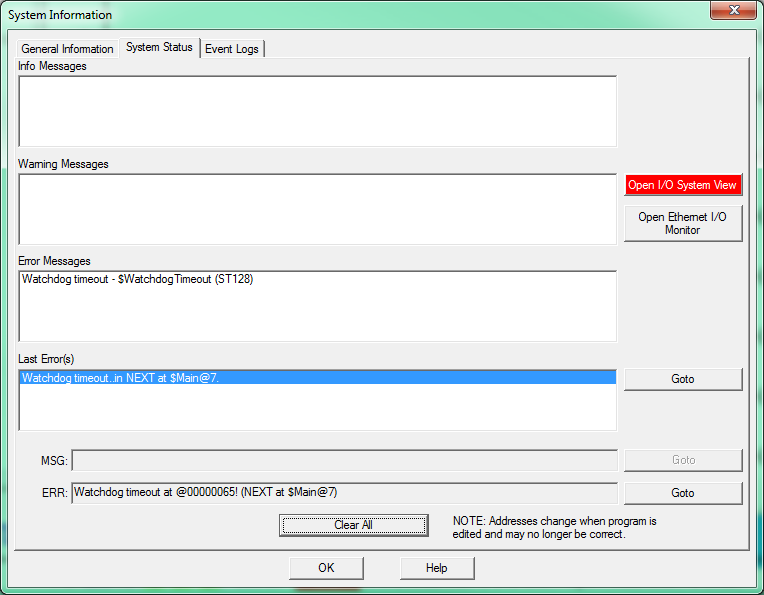 System Information
General Information System Status Event Logs
Info Messages
Warning Messages
Open I/O System View
Open Ethernet I/O
Monitor
Error Messages
Watchdog timeout - $WatchdogTimeout (ST128)
Last Error(s)
Watchdog timeout..in NEXT at $Main@7.
Goto
MSG:
Goto
ERR: Watchdog timeout at @00000065! (NEXT at $Main@7)
Goto
Clear All
NOTE: Addresses change when program is
edited and may no longer be correct.
OK
Help